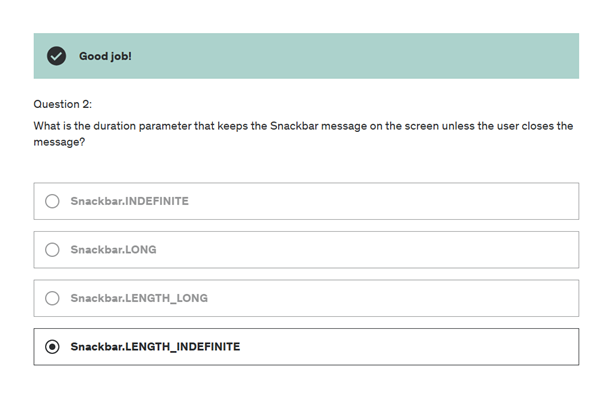 Good job!
Question 2:
What is the duration parameter that keeps the Snackbar message on the screen unless the user closes the
message?
Snackbar.INDEFINITE
Snackbar.LONG
Snackbar.LENGTH_LONG
Snackbar.LENGTH_INDEFINITE